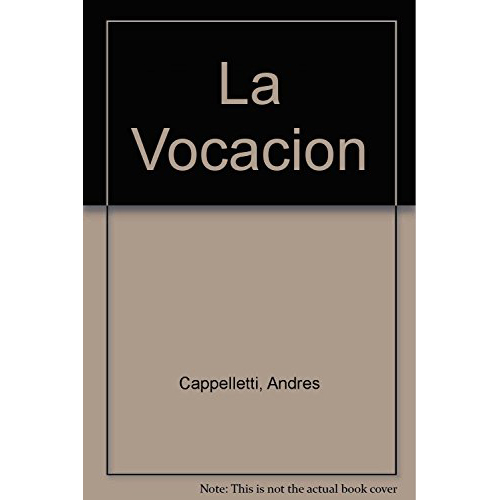 La
Vocacion
Cappelletti, Andres
Note: This is not the actual book cover